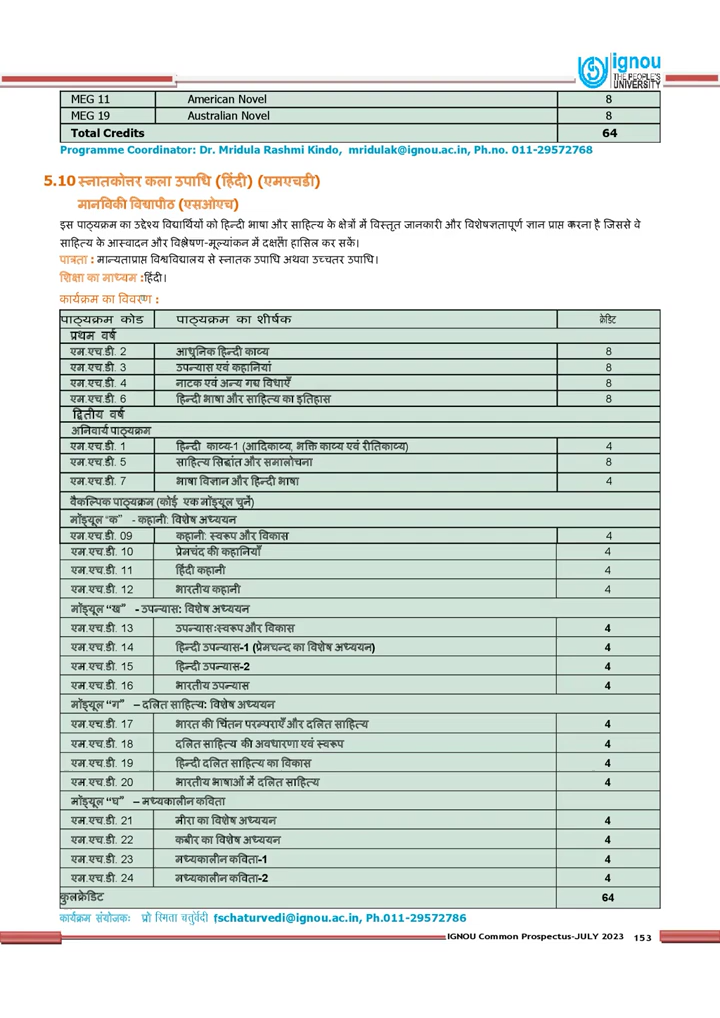 ignou
THE PEOPLE'S
UNIVERSITY
MEG 11 American Novel 8
MEG 19 Australian Novel 8
Total Credits 64
Programme Coordinator: Dr. Mridula Rashmi Kindo, mridulak@ignou.ac.in, Ph.no. 011-29572768
5.10 स्नातकोत्तर कला उपाधि (हिंदी) (एमएचडी)
मानविकी विद्यापीठ (एसओएच)
इस पाठ्यक्रम का उद्देश्य विद्यार्थियों को हिन्दी भाषा और साहित्य के क्षेत्रों में विस्तृत जानकारी और विशेषज्ञतापूर्ण ज्ञान प्राप्त करना है जिससे वे
साहित्य के आस्वादन और विश्लेषण-मूल्यांकन में दक्षता हासिल कर सकें।
पात्रता : मान्यताप्राप्त विश्वविद्यालय से स्नातक उपाधि अथवा उच्चतर उपाधि।
शिक्षा का माध्यम :हिंदी।
कार्यक्रम का विवरण :
पाठ्यक्रम कोड पाठ्यक्रम का शीर्षक क्रेडिट
प्रथम वर्ष
एम.एच.डी. 2 आधुनिक हिन्दी काव्य 8
एम.एच.डी. 3 उपन्यास एवं कहानियां 8
एम.एच.डी. 4 नाटक एवं अन्य गद्य विधाएँ 8
एम.एच.डी. 6 हिन्दी भाषा और साहित्य का इतिहास 8
द्वितीय वर्ष
अनिवार्य पाठ्यक्रम
एम.एच.डी. 1 हिन्दी काव्य-1 (आदिकाव्य, भक्ति काव्य एवं रीतिकाव्य) 4
एम.एच.डी. 5 साहित्य सिद्धांत और समालोचना 8
एम.एच.डी. 7 भाषा विज्ञान और हिन्दी भाषा 4
वैकल्पिक पाठ्यक्रम (कोई एक मॉड्यूल चुनें)
मॉड्यूल “क” - कहानी: विशेष अध्ययन
एम.एच.डी. 09 कहानी: स्वरूप और विकास 4
एम.एच.डी. 10 प्रेमचंद की कहानियाँ 4
एम.एच.डी. 11 हिंदी कहानी 4
एम.एच.डी. 12 भारतीय कहानी 4
मॉड्यूल “ख” - उपन्यास: विशेष अध्ययन
एम.एच.डी. 13 उपन्यास:स्वरूप और विकास 4
एम.एच.डी. 14 हिन्दी उपन्यास-1 (प्रेमचन्द का विशेष अध्ययन) 4
एम.एच.डी. 15 हिन्दी उपन्यास-2 4
एम.एच.डी. 16 भारतीय उपन्यास 4
मॉड्यूल “ग” – दलित साहित्य: विशेष अध्ययन
एम.एच.डी. 17 भारत की चिंतन परम्पराएँ और दलित साहित्य 4
एम.एच.डी. 18 दलित साहित्य की अवधारणा एवं स्वरूप 4
एम.एच.डी. 19 हिन्दी दलित साहित्य का विकास 4
एम.एच.डी. 20 भारतीय भाषाओं में दलित साहित्य 4
मॉड्यूल “घ” – मध्यकालीन कविता
एम.एच.डी. 21 मीरा का विशेष अध्ययन 4
एम.एच.डी. 22 कबीर का विशेष अध्ययन 4
एम.एच.डी. 23 मध्यकालीन कविता-1 4
एम.एच.डी. 24 मध्यकालीन कविता-2 4
कुलक्रेडिट 64
कार्यक्रम संयोजक: प्रो स्मिता चतुर्वेदी fschaturvedi@ignou.ac.in, Ph.011-29572786
IGNOU Common Prospectus-JULY 2023 153